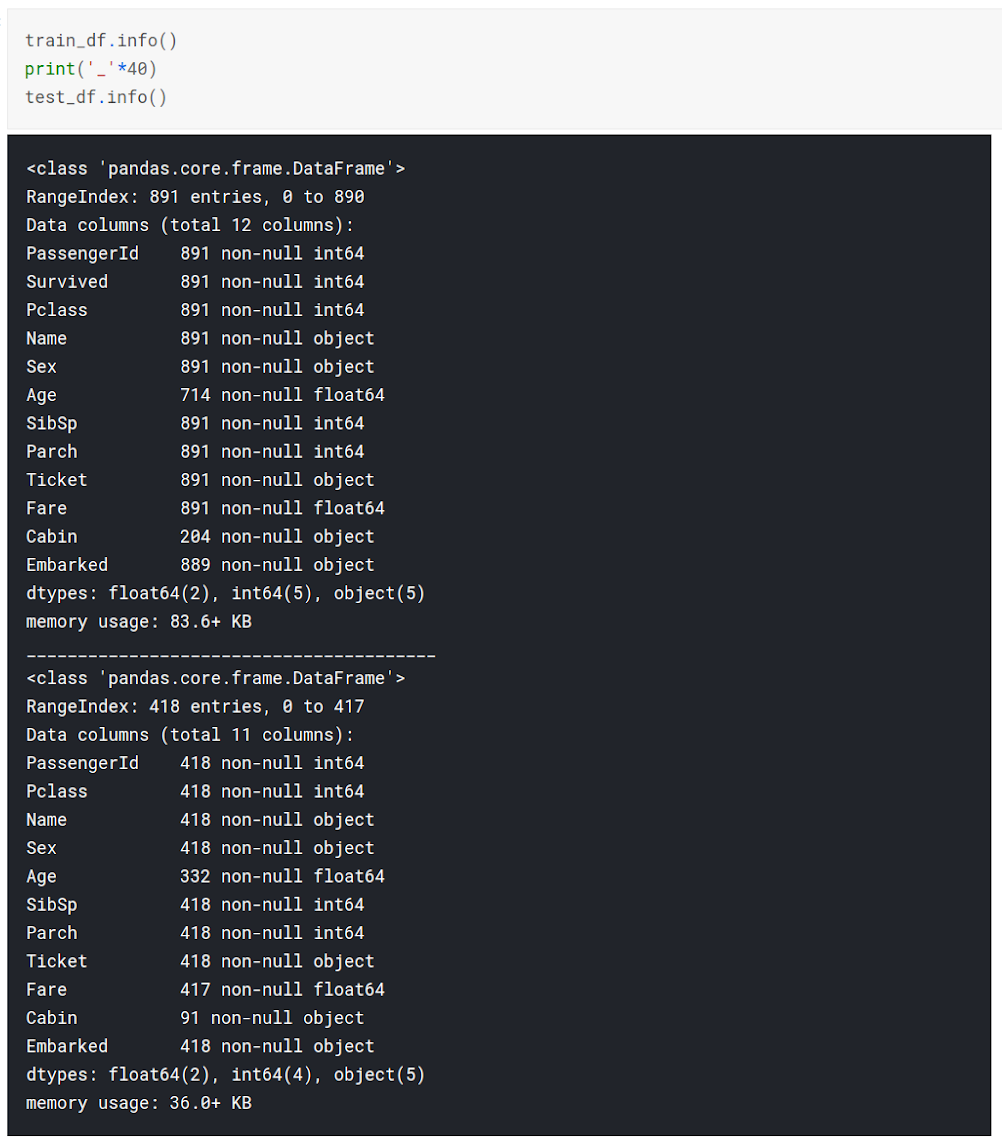 train_df.info()
print('_'*40)
test_df.info()
<class 'pandas.core.frame.DataFrame'>
RangeIndex: 891 entries, 0 to 890
Data columns (total 12 columns):
PassengerId    891 non-null int64
Survived       891 non-null int64
Pclass         891 non-null int64
Name           891 non-null object
Sex            891 non-null object
Age            714 non-null float64
SibSp          891 non-null int64
Parch          891 non-null int64
Ticket         891 non-null object
Fare           891 non-null float64
Cabin          204 non-null object
Embarked       889 non-null object
dtypes: float64(2), int64(5), object(5)
memory usage: 83.6+ KB
________________________________________
<class 'pandas.core.frame.DataFrame'>
RangeIndex: 418 entries, 0 to 417
Data columns (total 11 columns):
PassengerId    418 non-null int64
Pclass         418 non-null int64
Name           418 non-null object
Sex            418 non-null object
Age            332 non-null float64
SibSp          418 non-null int64
Parch          418 non-null int64
Ticket         418 non-null object
Fare           417 non-null float64
Cabin          91 non-null object
Embarked       418 non-null object
dtypes: float64(2), int64(4), object(5)
memory usage: 36.0+ KB